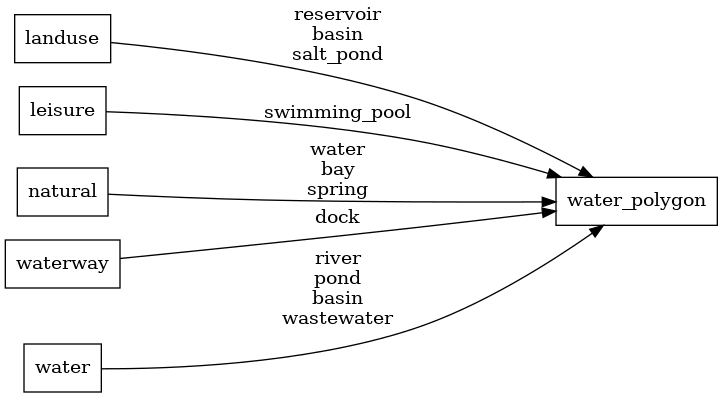 landuse
reservoir
basin
salt_pond
leisure
swimming_pool
natural
water
bay
spring
water_polygon
waterway
dock
water
river
pond
basin
wastewater